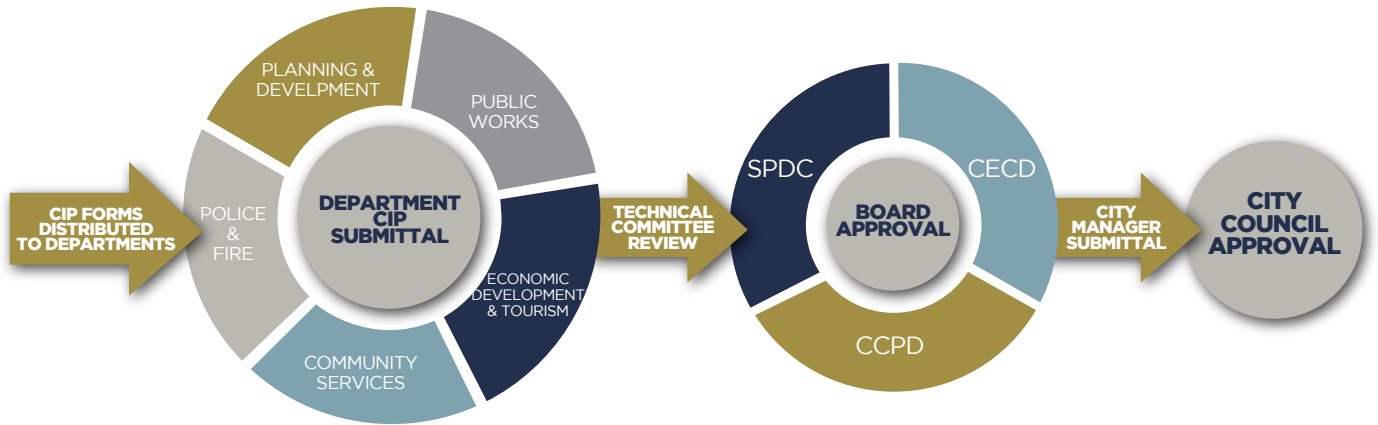 CIP FORMS
DISTRIBUTED
TO DEPARTMENTS
PLANNING &
DEVELPMENT
PUBLIC
WORKS
POLICE
&
FIRE
DEPARTMENT
CIP
SUBMITTAL
ECONOMIC
DEVELOPMENT
& TOURISM
COMMUNITY
SERVICES
TECHNICAL
COMMITTEE
REVIEW
SPDC
CECD
BOARD
APPROVAL
CCPD
CITY
MANAGER
SUBMITTAL
CITY
COUNCIL
APPROVAL